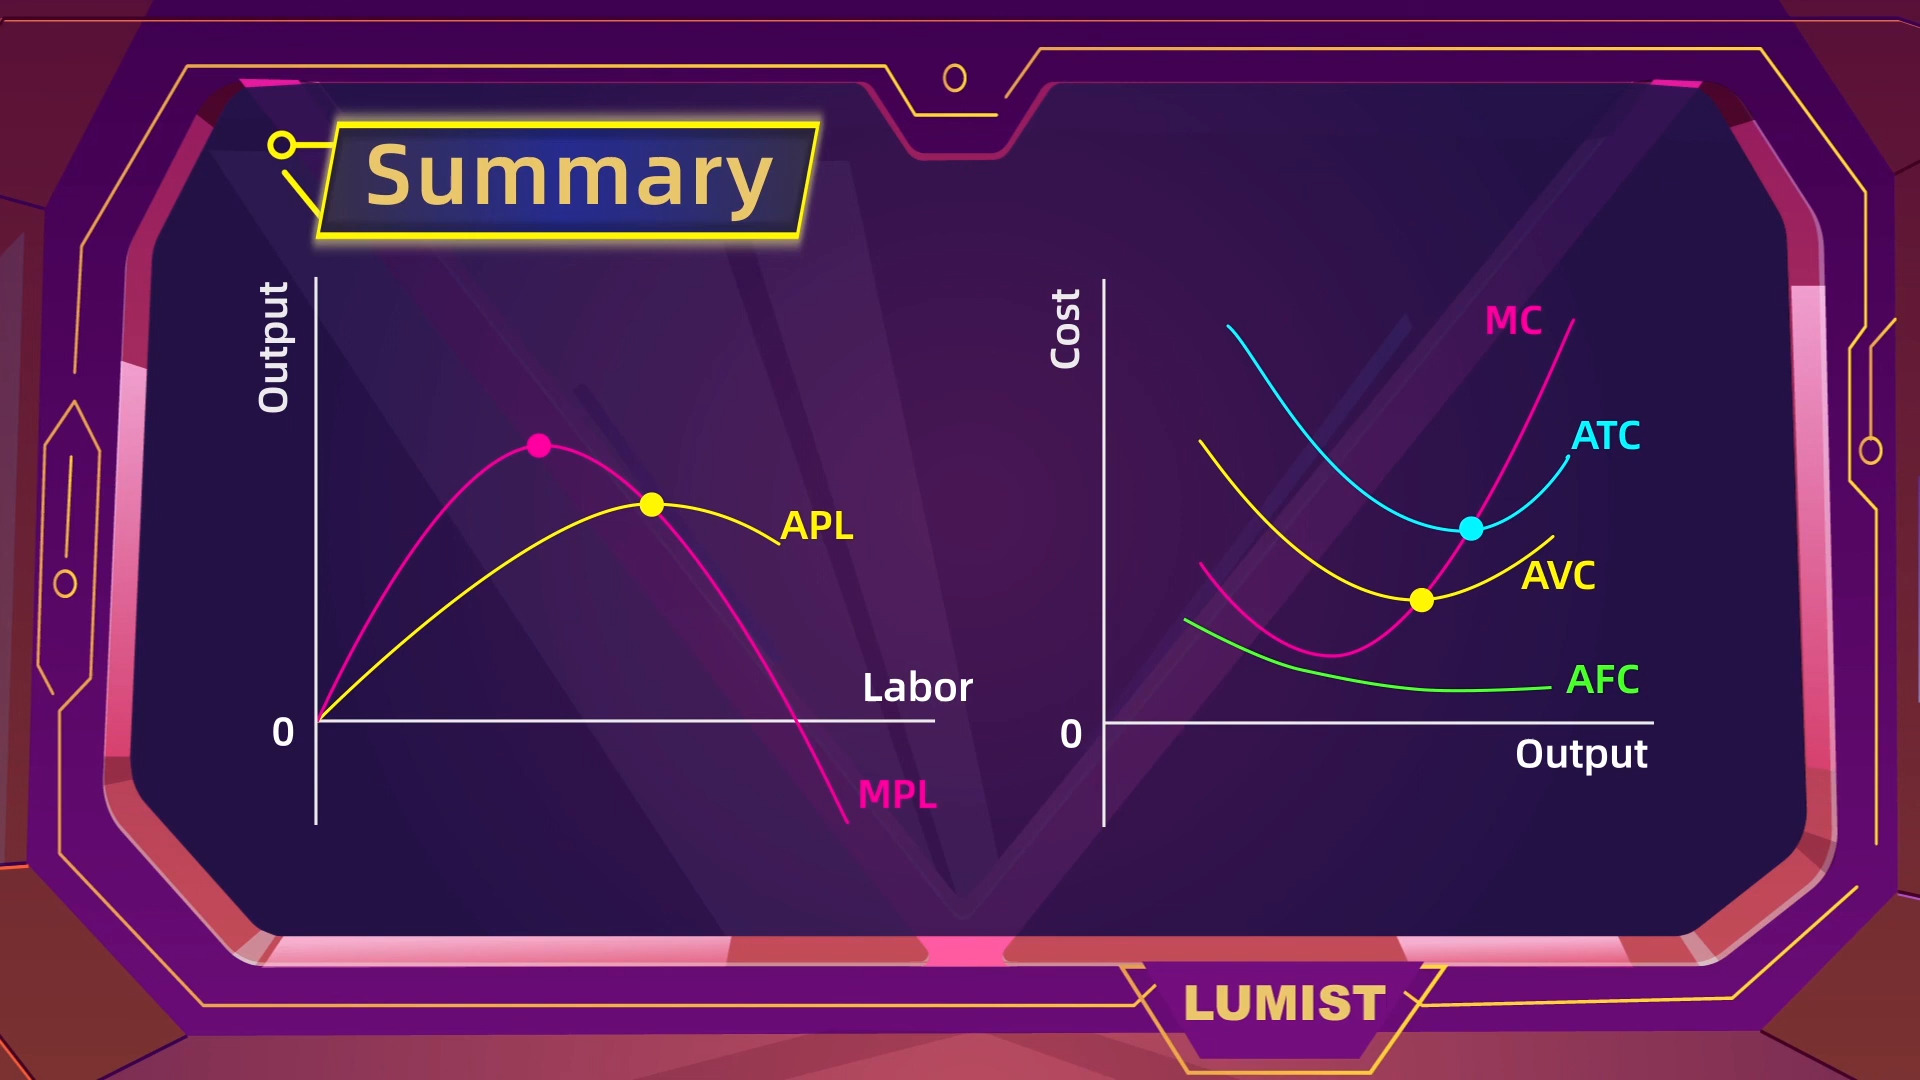 Summary
Output
APL
Labor
0
MPL
Cost
MC
ATC
AVC
AFC
0
Output
LUMIST